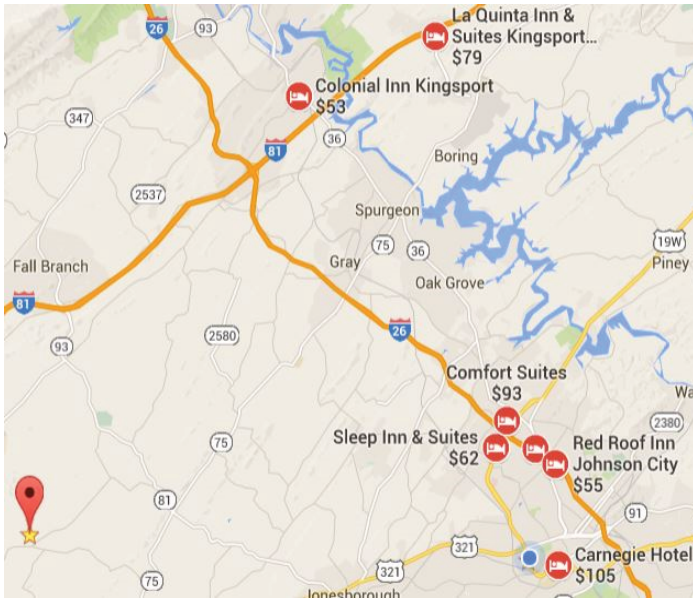 26
93
La Quinta Inn &
Suites Kingsport...
$79
Colonial Inn Kingsport
$53
347
36
81
Boring
2537
Spurgeon
75
36
19W
Gray
Piney
Fall Branch
Oak Grove
81
26
2580
93
Comfort Suites
$93
Wa
2380
Sleep Inn & Suites
$62
Red Roof Inn
Johnson City
$55
75
81
91
321
Carnegie Hotel
$105
321
75
Jonesborough